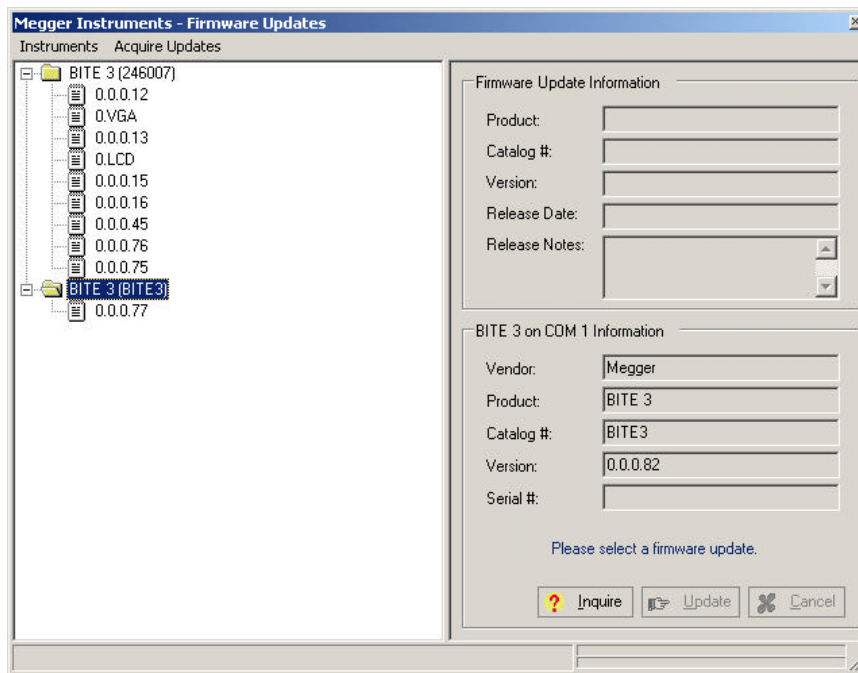 Megger Instruments - Firmware Updates
Instruments Acquire Updates
BITE 3 (246007)
0.0.0.12
0.VGA
0.0.0.13
0.LCD
0.0.0.15
0.0.0.16
0.0.0.45
0.0.0.76
0.0.0.75
BITE 3 (BITE3)
0.0.0.77
Firmware Update Information
Product:
Catalog #:
Version:
Release Date:
Release Notes:
BITE 3 on COM 1 Information
Vendor: Megger
Product: BITE 3
Catalog #: BITE3
Version: 0.0.0.82
Serial #:
Please select a firmware update.
Inquire Update Cancel